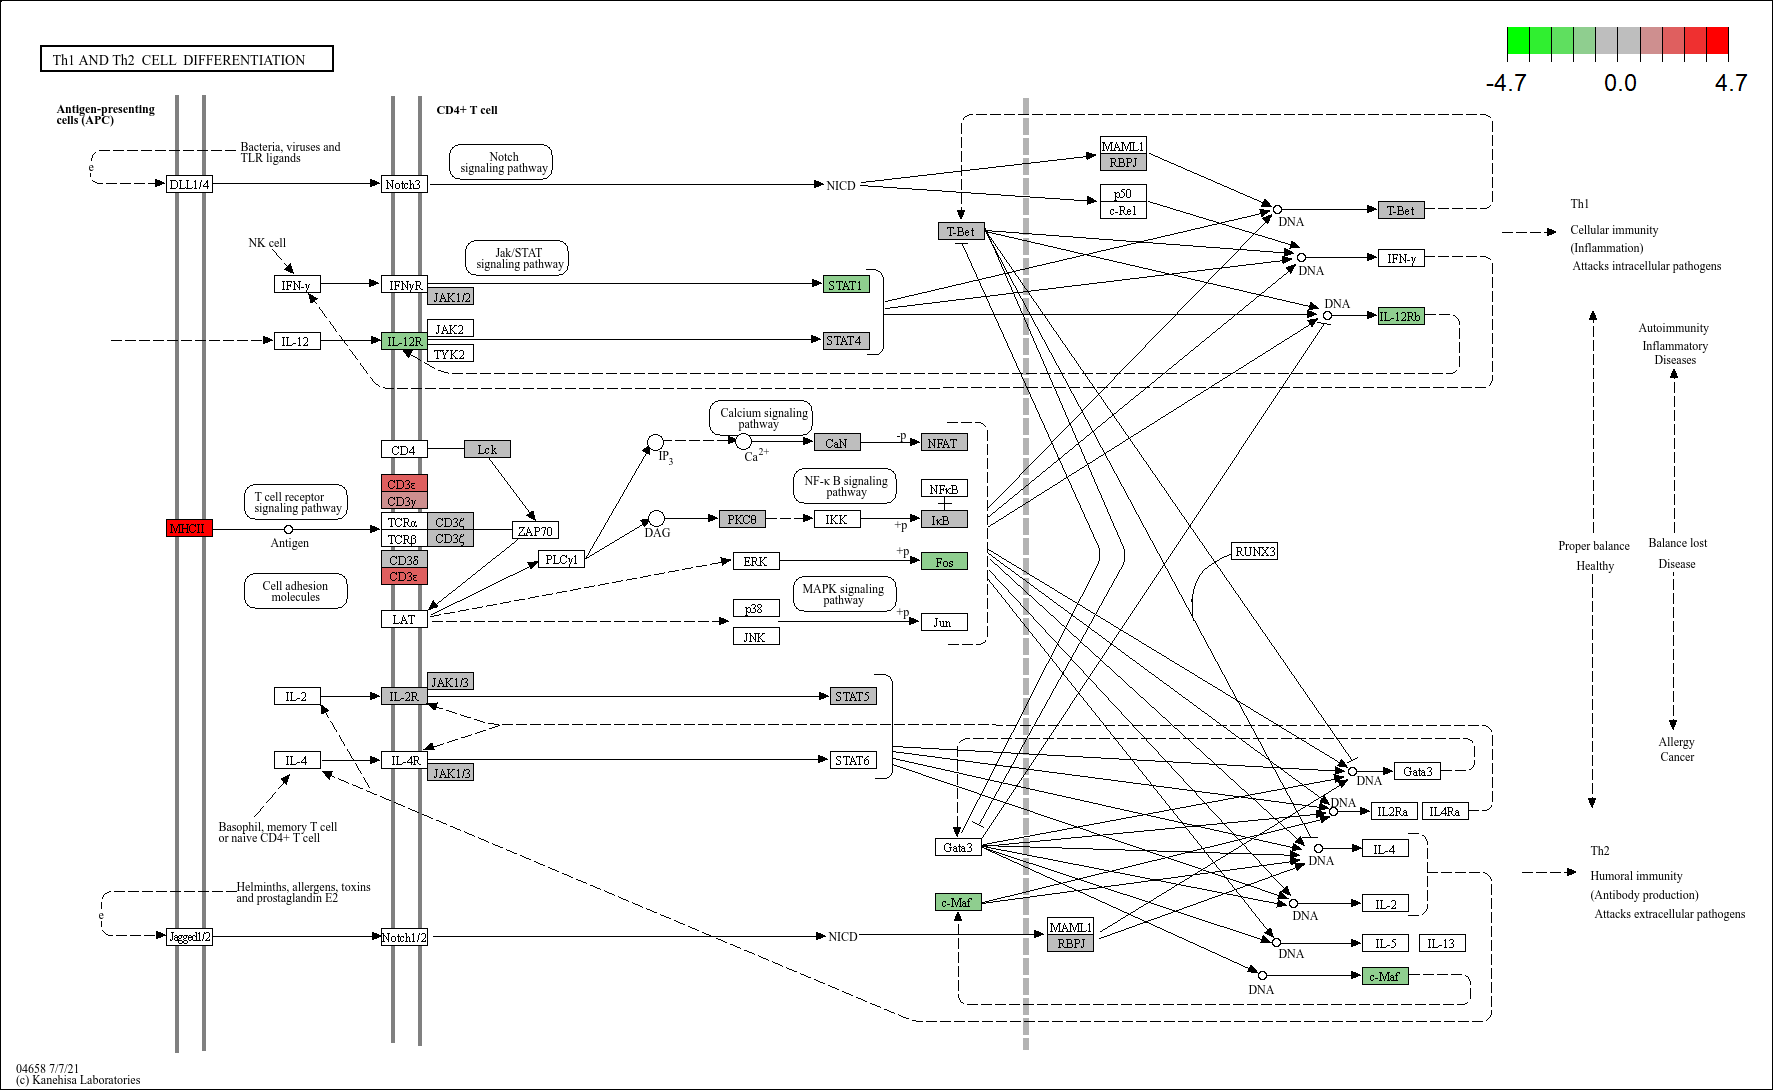 Th1 AND Th2 CELL DIFFERENTIATION
-4.7
0.0
4.7
Antigen-presenting
cells (APC)
CD4+ T cell
Bacteria, viruses and
TLR ligands
e
DLL1/4
Notch3
Notch
signaling pathway
NICD
MAML1
RBPJ
p50
c-Rel
DNA
T-Bet
T-Bet
Th1
Cellular immunity
(Inflammation)
Attacks intracellular pathogens
NK cell
Jak/STAT
signaling pathway
IFN-γ
IFNγR
JAK1/2
STAT1
DNA
IFN-γ
IL-12
IL-12R
JAK2
TYK2
STAT4
DNA
IL-12Rb
Autoimmunity
Inflammatory
Diseases
CD4
Lck
Calcium signaling
pathway
IP3
Ca2+
CaN
-p
NFAT
CD3ε
CD3γ
T cell receptor
signaling pathway
NF-κ B signaling
pathway
NFκB
MHCII
Antigen
TCRα
TCRβ
CD3ζ
CD3ζ
ZAP70
DAG
PKCθ
IKK
+p
IκB
CD3δ
CD3ε
PLCγ1
ERK
+p
Fos
RUNX3
Proper balance
Healthy
Balance lost
Disease
Cell adhesion
molecules
MAPK signaling
pathway
LAT
p38
JNK
+p
Jun
IL-2
IL-2R
JAK1/3
STAT5
IL-4
IL-4R
JAK1/3
STAT6
DNA
Gata3
Allergy
Cancer
DNA
IL2Ra
IL4Ra
Basophil, memory T cell
or naive CD4+ T cell
Gata3
DNA
IL-4
Th2
Humoral immunity
(Antibody production)
Attacks extracellular pathogens
Helminths, allergens, toxins
and prostaglandin E2
e
c-Maf
DNA
IL-2
Jagged1/2
Notch1/2
NICD
MAML1
RBPJ
DNA
IL-5
IL-13
DNA
c-Maf
04658 7/7/21
(c) Kanehisa Laboratories